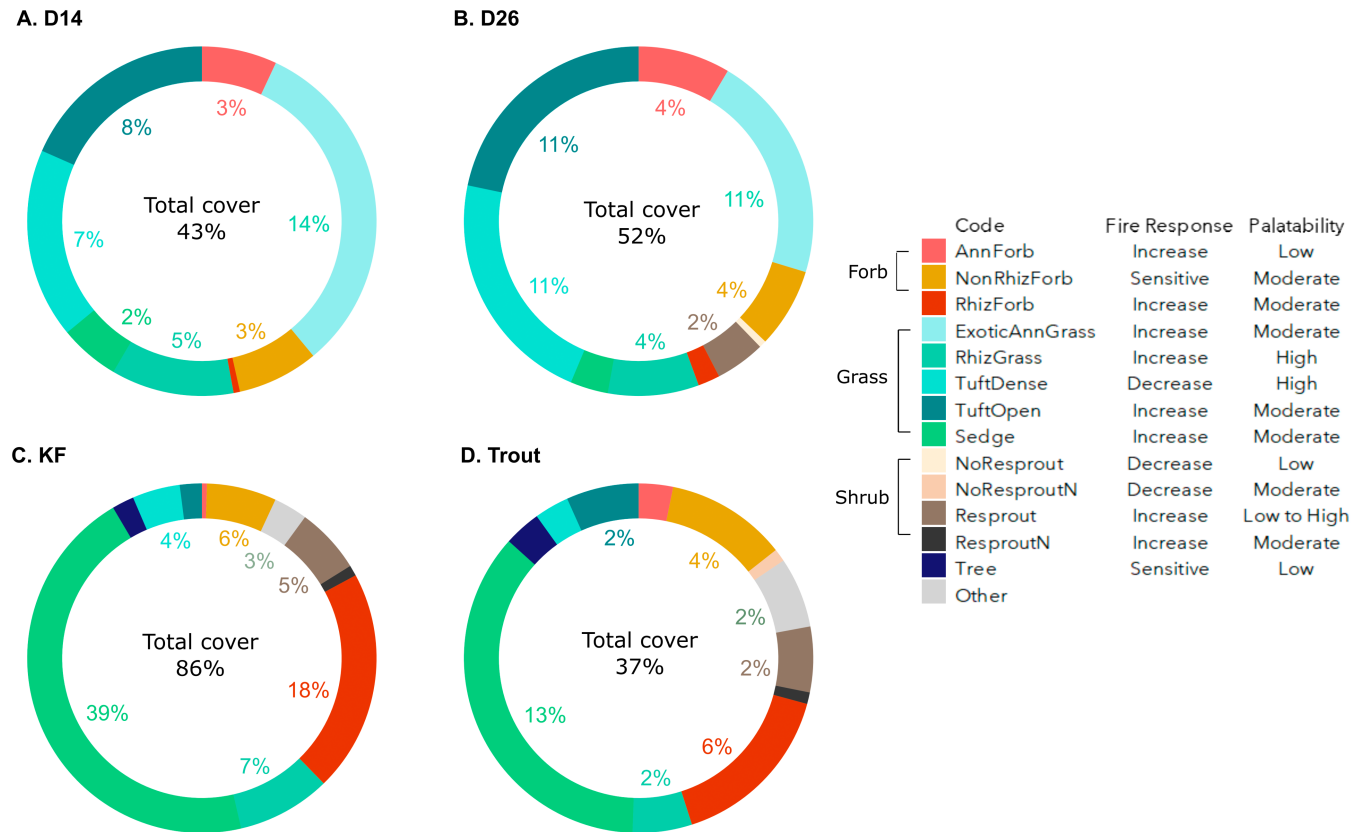 A. D14
3%
8%
14%
7%
2%
5%
3%
Total cover
43%
B. D26
4%
11%
11%
11%
4%
2%
4%
Total cover
52%
C. KF
4%
6%
3%
5%
18%
39%
7%
Total cover
86%
D. Trout
2%
4%
2%
2%
13%
6%
2%
Total cover
37%
Code Fire Response Palatability
Forb
AnnForb Increase Low
NonRhizForb Sensitive Moderate
RhizForb Increase Moderate
Grass
ExoticAnnGrass Increase Moderate
RhizGrass Increase High
TuftDense Decrease High
TuftOpen Increase Moderate
Sedge Increase Moderate
Shrub
NoResprout Decrease Low
NoResproutN Decrease Moderate
Resprout Increase Low to High
ResproutN Increase Moderate
Tree Sensitive Low
Other